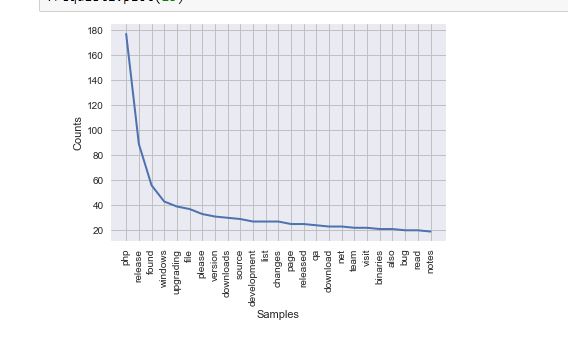 180
160
140
120
100
80
60
40
20
Counts
php
release
found
windows
upgrading
file
please
version
downloads
source
development
list
changes
page
released
qa
download
net
team
visit
binaries
also
bug
read
notes
Samples